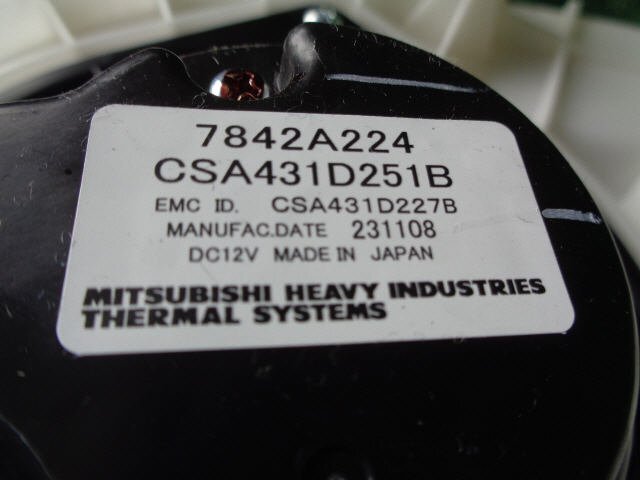 7842A224
CSA431D251B
EMC ID. CSA431D227B
MANUFAC.DATE 231108
DC12V MADE IN JAPAN
MITSUBISHI HEAVY INDUSTRIES
THERMAL SYSTEMS